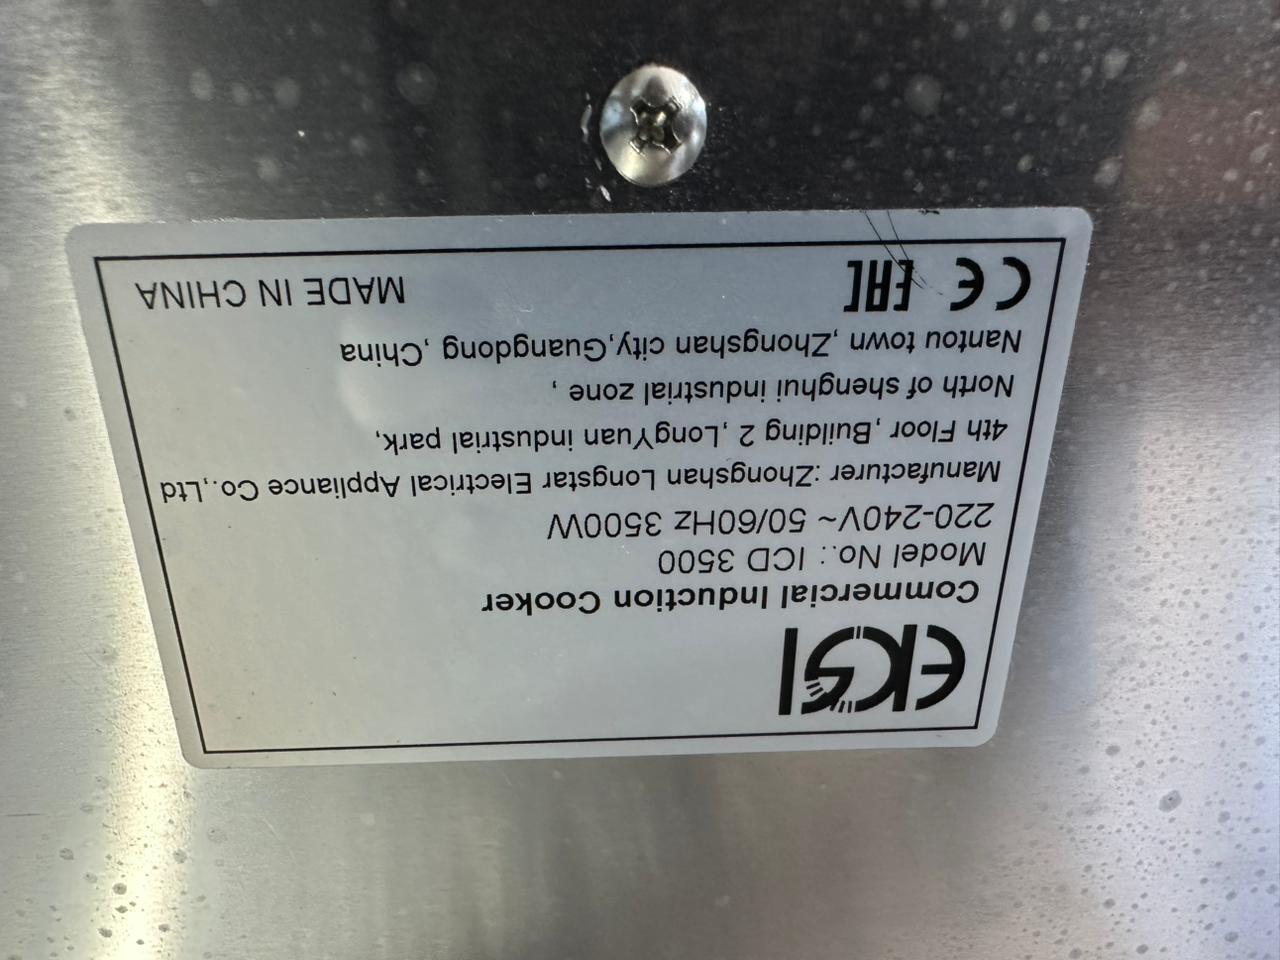 EKSI
Commercial Induction Cooker
Model No.: ICD 3500
220-240V~ 50/60Hz 3500W
Manufacturer :Zhongshan Longstar Electrical Appliance Co.,Ltd
4th Floor ,Building 2 ,LongYuan industrial park,
North of shenghui industrial zone ,
Nantou town ,Zhongshan city,Guangdong ,China
CE EAC MADE IN CHINA